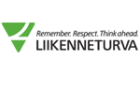 Remember. Respect. Think ahead.
LIIKENNETURVA